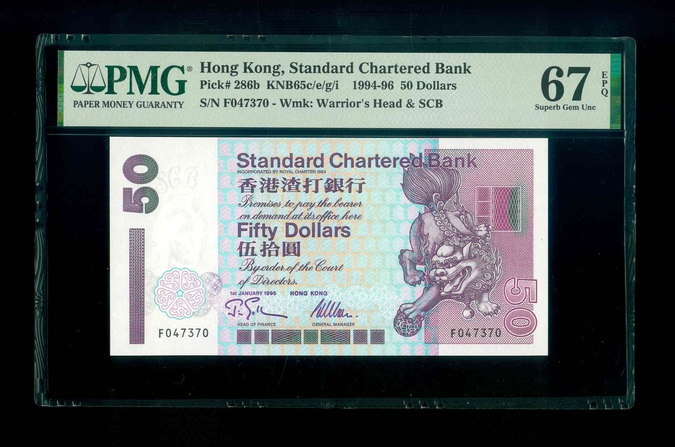 PMG®
PAPER MONEY GUARANTY
Hong Kong, Standard Chartered Bank
Pick# 286b KNB65c/e/g/i 1994-96 50 Dollars
S/N F047370 - Wmk: Warrior's Head & SCB
67 EPQ
Superb Gem Unc
50
SCB
Standard Chartered Bank
INCORPORATED BY ROYAL CHARTER 1853
香港渣打銀行
Promises to pay the bearer
on demand at its office here
Fifty Dollars
伍拾圓
By order of the Court
of Directors.
1st JANUARY 1995 HONG KONG
HEAD OF FINANCE GENERAL MANAGER
F047370
F047370
50